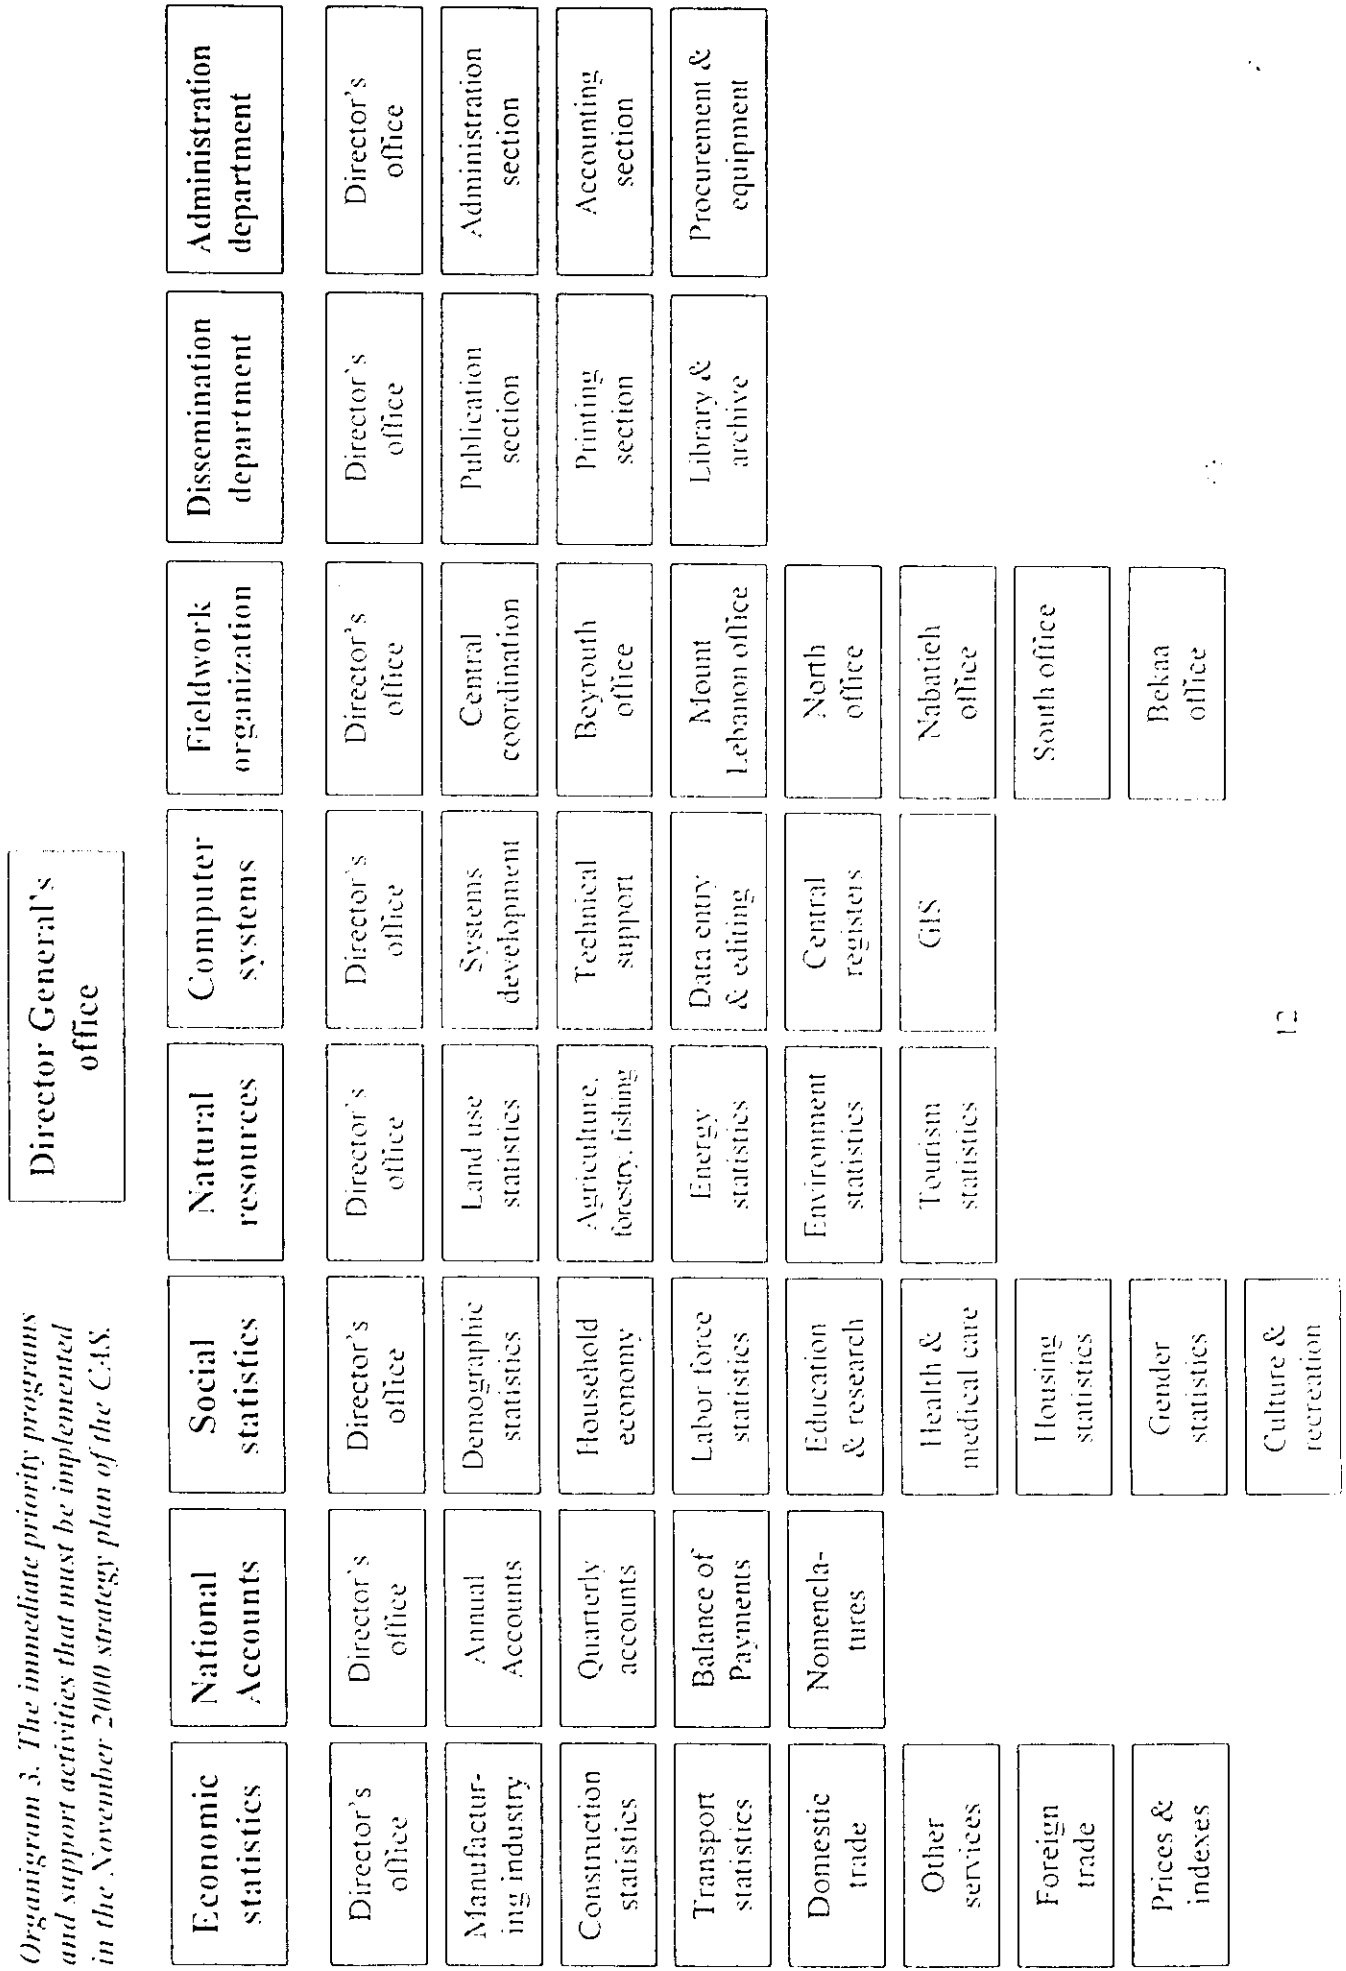 Organigram 3. The immediate priority programs
and support activities that must be implemented
in the November 2000 strategy plan of the CAS.
Director General's
office
Economic
statistics
Director's
office
Manufactur-
ing industry
Construction
statistics
Transport
statistics
Domestic
trade
Other
services
Foreign
trade
Prices &
indexes
National
Accounts
Director's
office
Annual
Accounts
Quarterly
accounts
Balance of
Payments
Nomencla-
tures
Social
statistics
Director's
office
Demographic
statistics
Household
economy
Labor force
statistics
Education
& research
Health &
medical care
Housing
statistics
Gender
statistics
Culture &
recreation
Natural
resources
Director's
office
Land use
statistics
Agriculture,
forestry, fishing
Energy
statistics
Environment
statistics
Tourism
statistics
Computer
systems
Director's
office
Systems
development
Technical
support
Data entry
& editing
Central
registers
GIS
Fieldwork
organization
Director's
office
Central
coordination
Beyrouth
office
Mount
Lebanon office
North
office
Nabatieh
office
South office
Bekaa
office
Dissemination
department
Director's
office
Publication
section
Printing
section
Library &
archive
Administration
department
Director's
office
Administration
section
Accounting
section
Procurement &
equipment
12